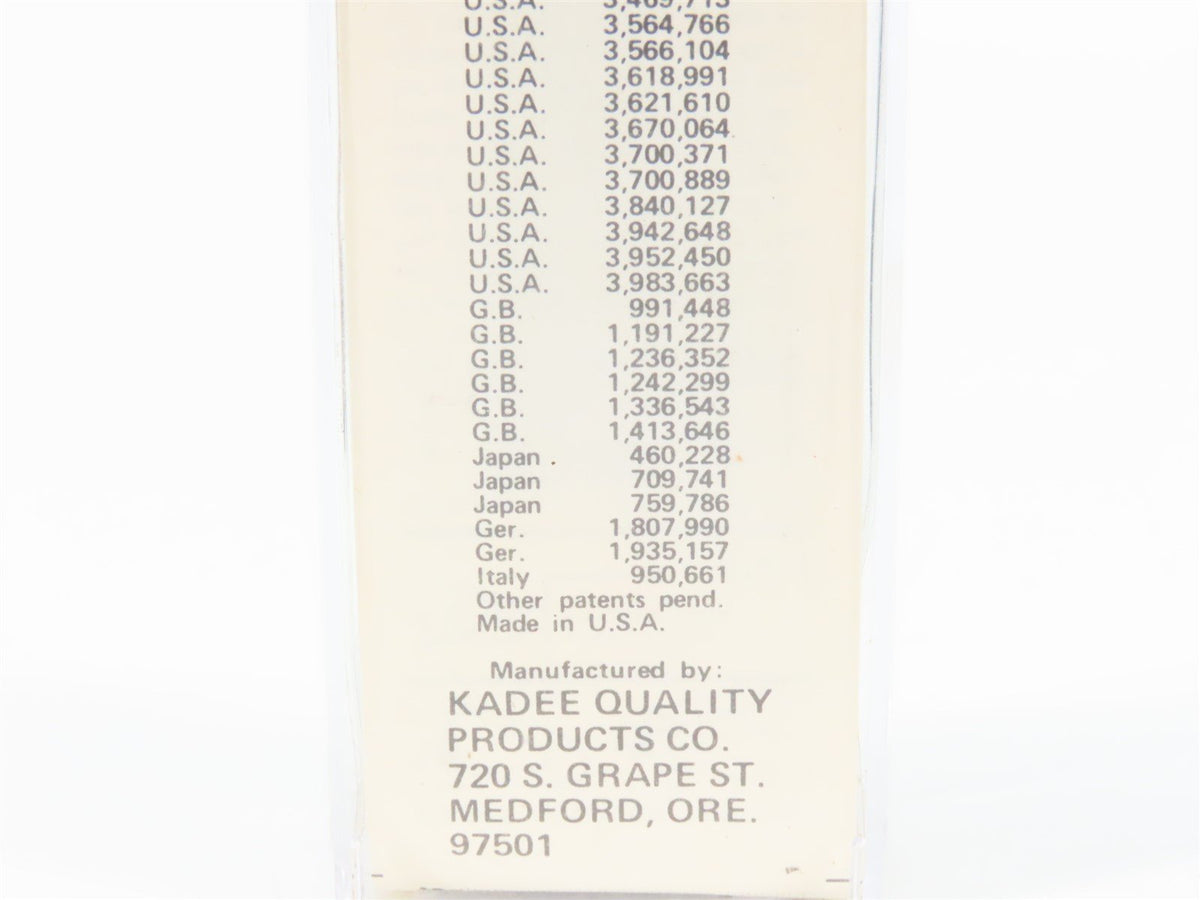 U.S.A. 3,469,713
U.S.A. 3,564,766
U.S.A. 3,566,104
U.S.A. 3,618,991
U.S.A. 3,621,610
U.S.A. 3,670,064
U.S.A. 3,700,371
U.S.A. 3,700,889
U.S.A. 3,840,127
U.S.A. 3,942,648
U.S.A. 3,952,450
U.S.A. 3,983,663
G.B. 991,448
G.B. 1,191,227
G.B. 1,236,352
G.B. 1,242,299
G.B. 1,336,543
G.B. 1,413,646
Japan . 460,228
Japan 709,741
Japan 759,786
Ger. 1,807,990
Ger. 1,935,157
Italy 950,661
Other patents pend.
Made in U.S.A.
Manufactured by:
KADEE QUALITY
PRODUCTS CO.
720 S. GRAPE ST.
MEDFORD, ORE.
97501